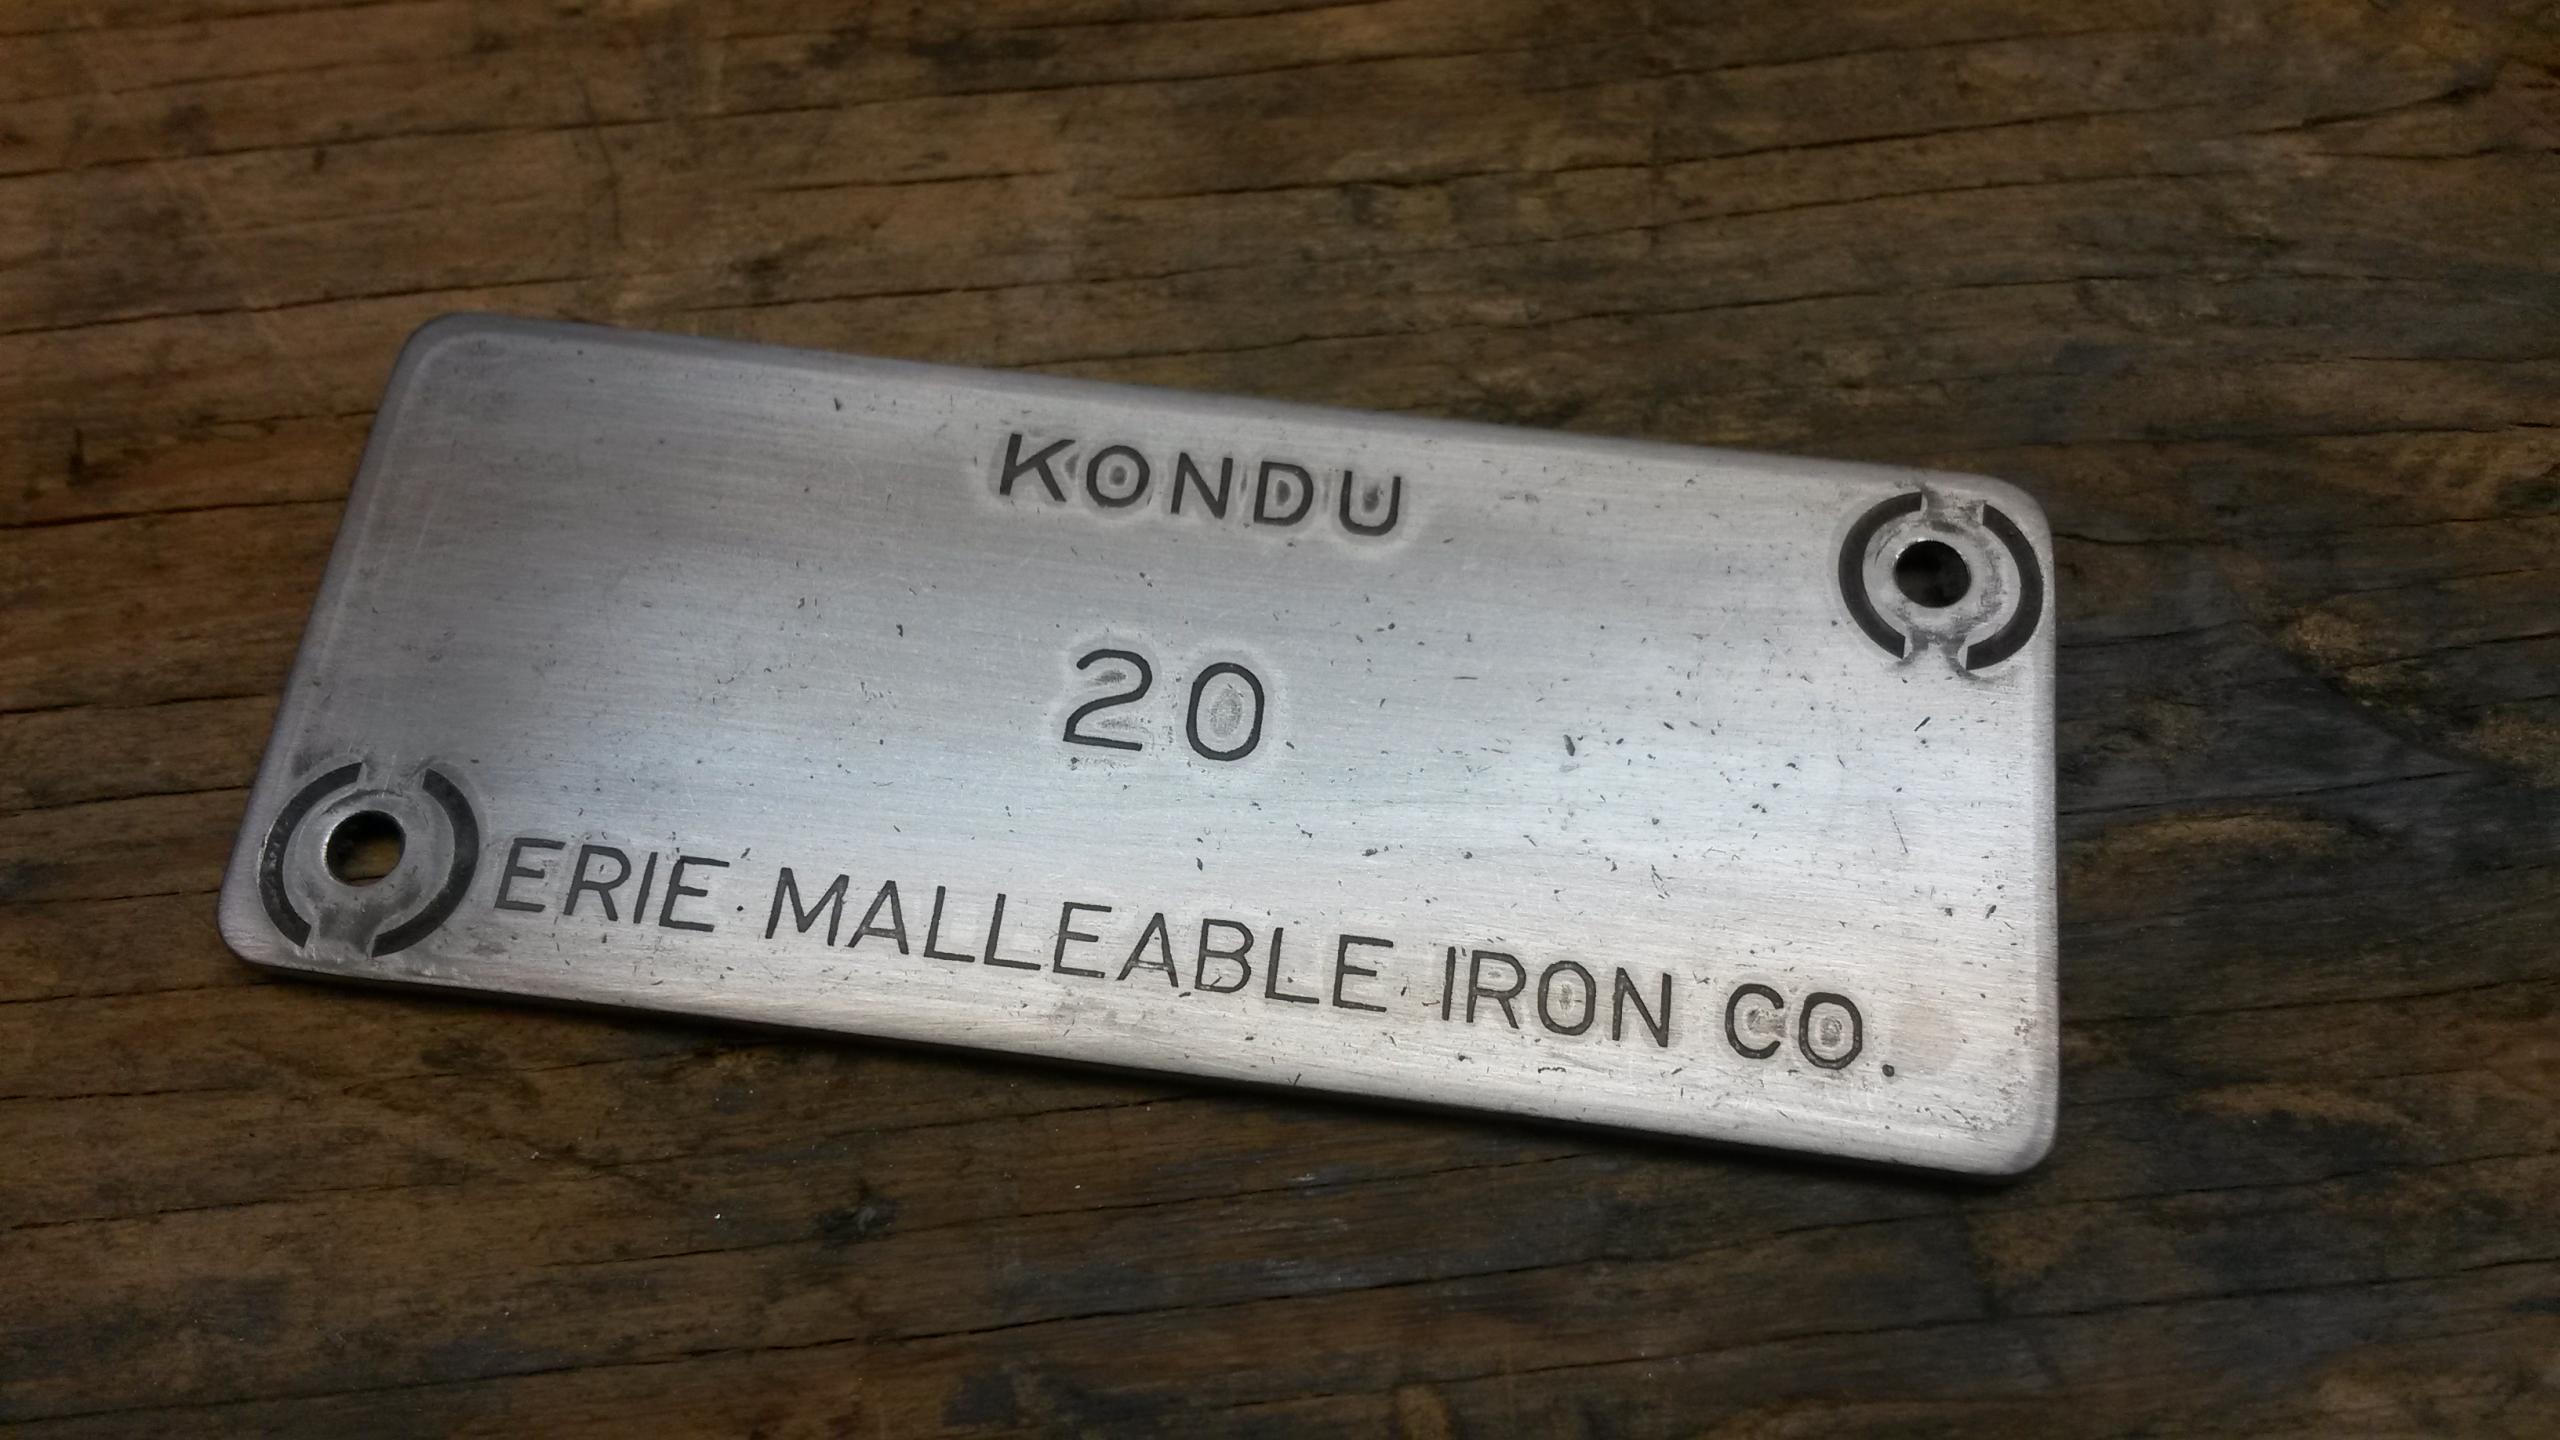 KONDU
20
ERIE MALLEABLE IRON CO.